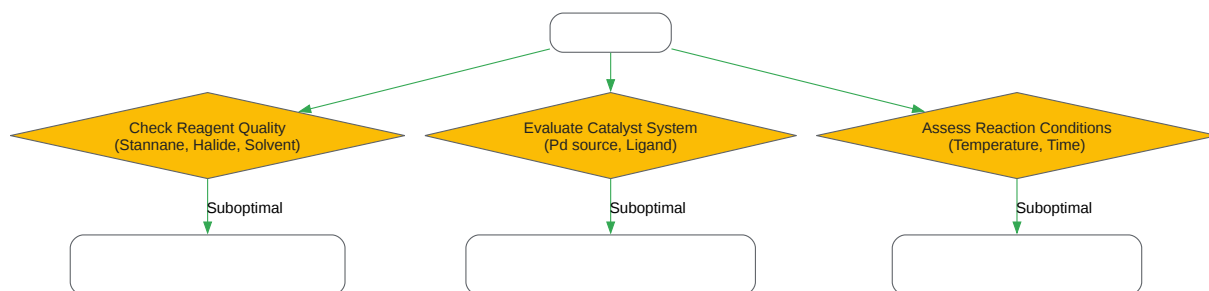 Check Reagent Quality
(Stannane, Halide, Solvent)
Evaluate Catalyst System
(Pd source, Ligand)
Assess Reaction Conditions
(Temperature, Time)
Suboptimal
Suboptimal
Suboptimal